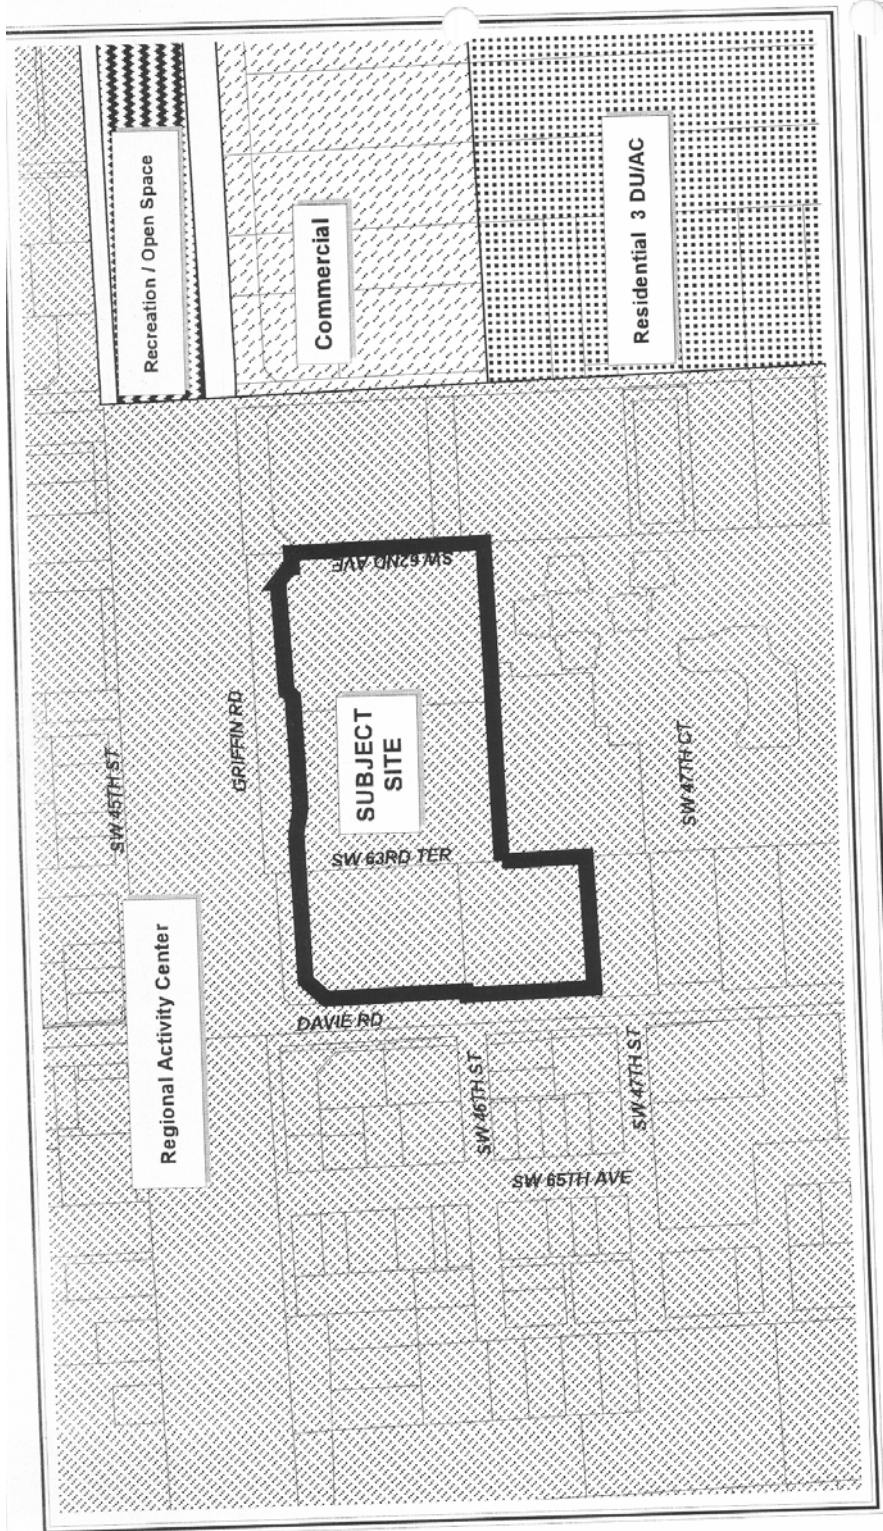 Recreation / Open Space
Commercial
Residential 3 DU/AC
SW 62ND AVE
GRIFFIN RD
SW 45TH ST
SUBJECT
SITE
SW 63RD TER
SW 47TH CT
Regional Activity Center
DAVIE RD
SW 46TH ST
SW 47TH ST
SW 65TH AVE